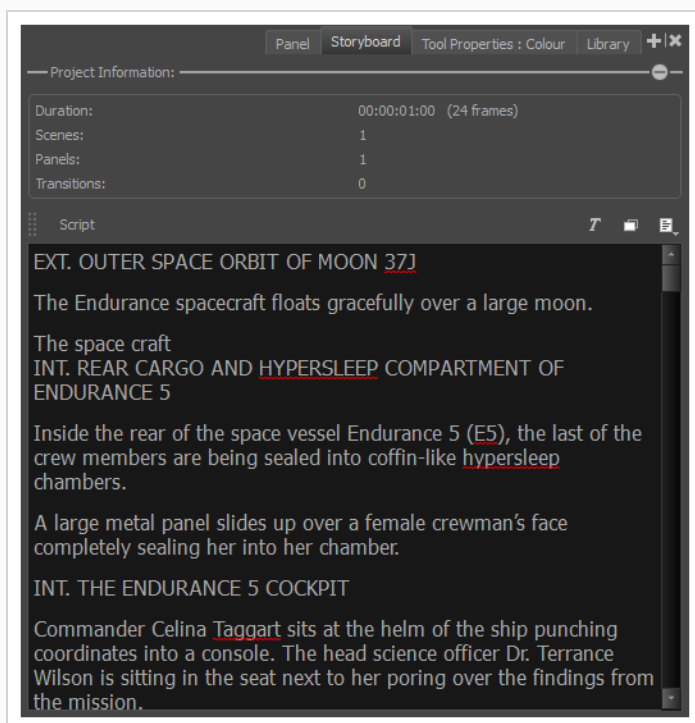 Panel Storyboard Tool Properties : Colour Library
Project Information:
Duration: 00:00:01:00 (24 frames)
Scenes: 1
Panels: 1
Transitions: 0
Script
EXT. OUTER SPACE ORBIT OF MOON 37J
The Endurance spacecraft floats gracefully over a large moon.
The space craft
INT. REAR CARGO AND HYPERSLEEP COMPARTMENT OF
ENDURANCE 5
Inside the rear of the space vessel Endurance 5 (E5), the last of the
crew members are being sealed into coffin-like hypersleep
chambers.
A large metal panel slides up over a female crewman’s face
completely sealing her into her chamber.
INT. THE ENDURANCE 5 COCKPIT
Commander Celina Taggart sits at the helm of the ship punching
coordinates into a console. The head science officer Dr. Terrance
Wilson is sitting in the seat next to her poring over the findings from
the mission.